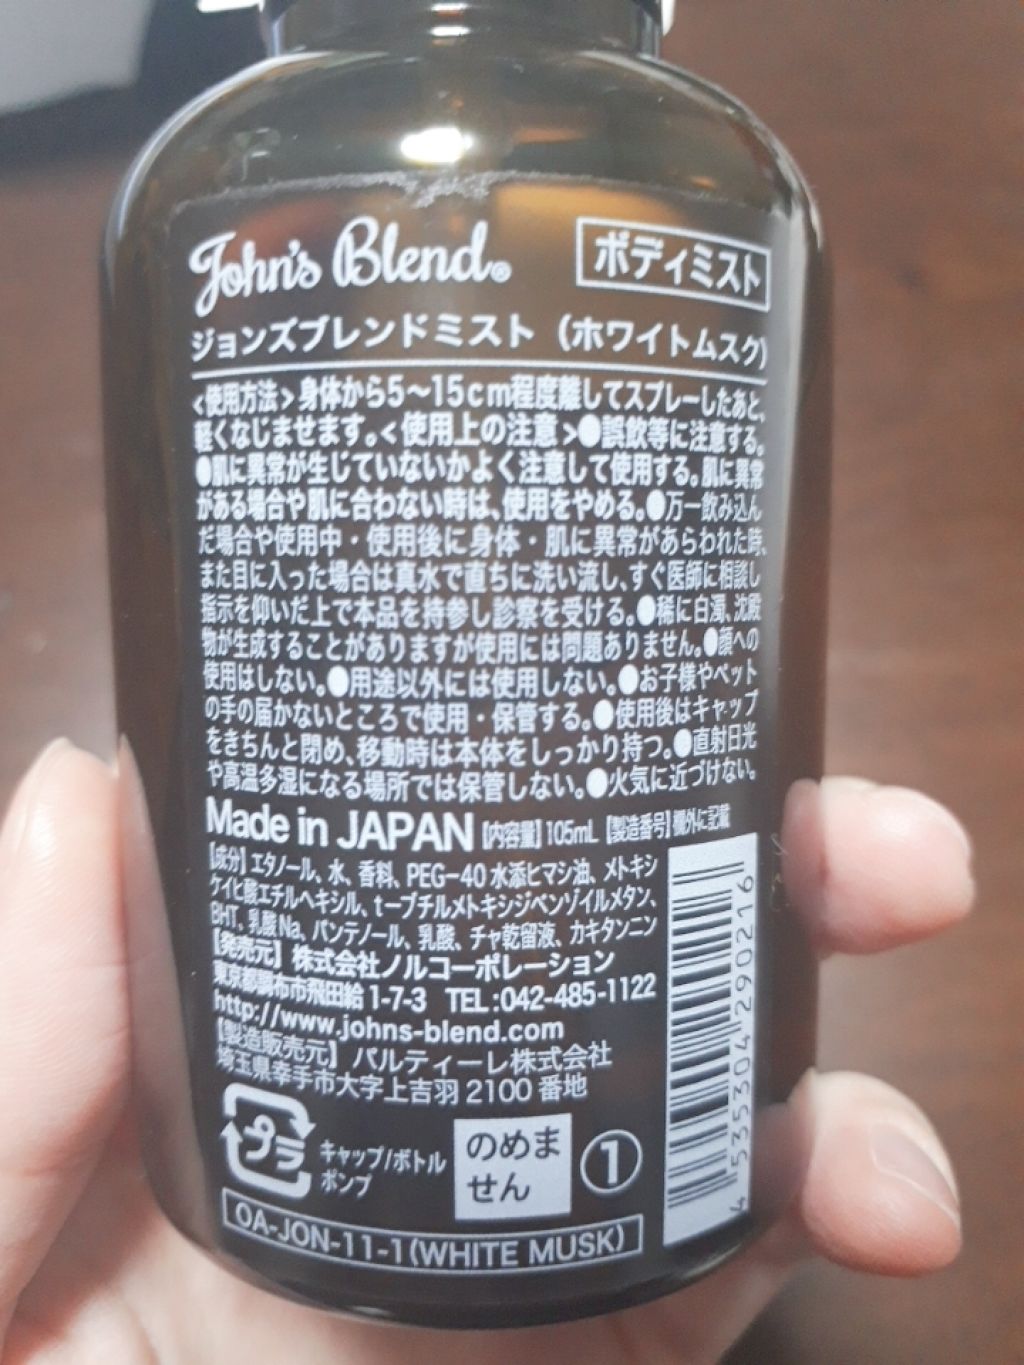 John's Blend®
ボディミスト
ジョンズブレンドミスト（ホワイトムスク）
<使用方法>身体から5～15cm程度離してスプレーしたあと、
軽くなじませます。<使用上の注意>●誤飲等に注意する。
●肌に異常が生じていないかよく注意して使用する。肌に異常
がある場合や肌に合わない時は、使用をやめる。●万一飲み込ん
だ場合や使用中・使用後に身体・肌に異常があらわれた時、
また目に入った場合は真水で直ちに洗い流し、すぐ医師に相談し
指示を仰いだ上で本品を持参し診察を受ける。●稀に白濁、沈殿
物が生成することがありますが使用には問題ありません。●顔への
使用はしない。●用途以外には使用しない。●お子様やペット
の手の届かないところで使用・保管する。●使用後はキャップ
をきちんと閉め、移動時は本体をしっかり持つ。●直射日光
や高温多湿になる場所では保管しない。●火気に近づけない。
Made in JAPAN【内容量】105mL【製造番号】欄外に記載
【成分】エタノール、水、香料、PEG-40 水添ヒマシ油、メトキシ
ケイヒ酸エチルヘキシル、t-ブチルメトキシジベンゾイルメタン、
BHT、乳酸Na、パンテノール、乳酸、チャ乾留液、カキタンニン
【発売元】株式会社ノルコーポレーション
東京都調布市飛田給 1-7-3 TEL:042-485-1122
http://www.johns-blend.com
【製造販売元】バルティーレ株式会社
埼玉県幸手市大字上吉羽 2100 番地
プラ
キャップ/ボトル
ポンプ
のめま
せん
①
OA-JON-11-1(WHITE MUSK)
4 535304 290216